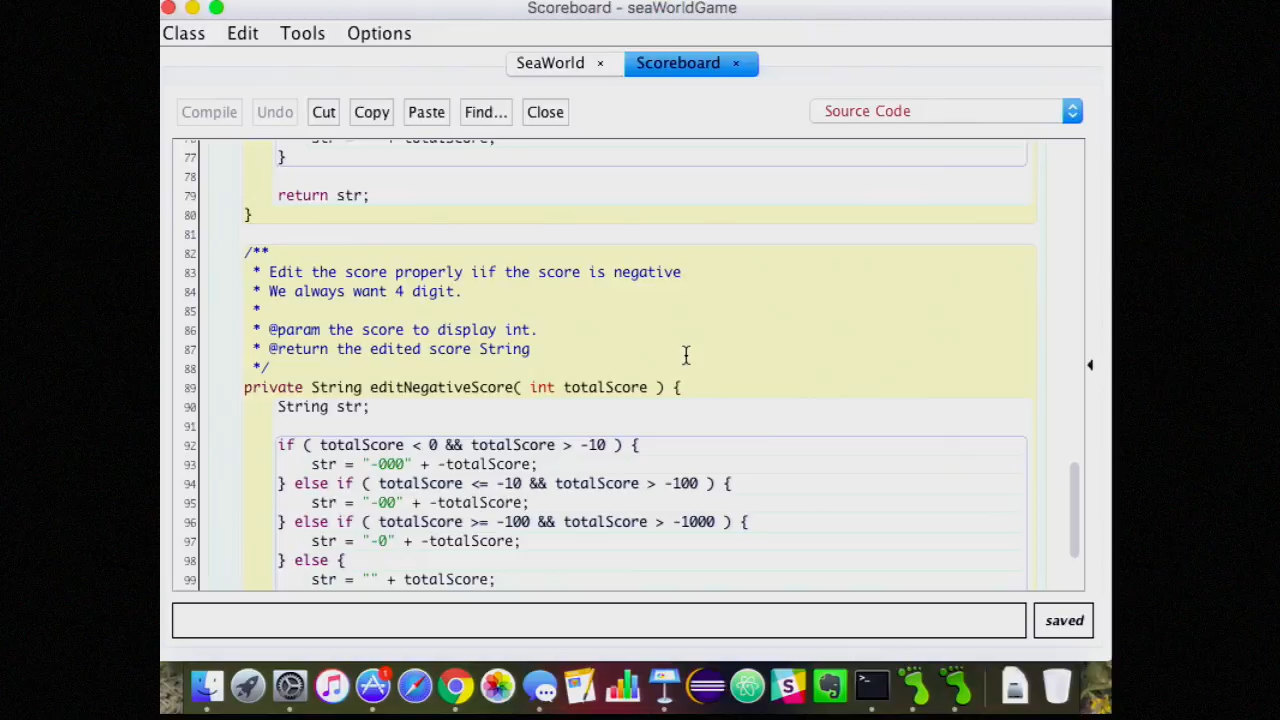 Scoreboard - seaWorldGame
Class Edit Tools Options
SeaWorld × Scoreboard ×
Compile Undo Cut Copy Paste Find... Close Source Code
77 }
78
79 return str;
80 }
81
82 /**
83 * Edit the score properly iif the score is negative
84 * We always want 4 digit.
85 *
86 * @param the score to display int.
87 * @return the edited score String
88 */
89 private String editNegativeScore( int totalScore ) {
90 String str;
91
92 if ( totalScore < 0 && totalScore > -10 ) {
93 str = "-000" + -totalScore;
94 } else if ( totalScore <= -10 && totalScore > -100 ) {
95 str = "-00" + -totalScore;
96 } else if ( totalScore >= -100 && totalScore > -1000 ) {
97 str = "-0" + -totalScore;
98 } else {
99 str = "" + totalScore;
saved